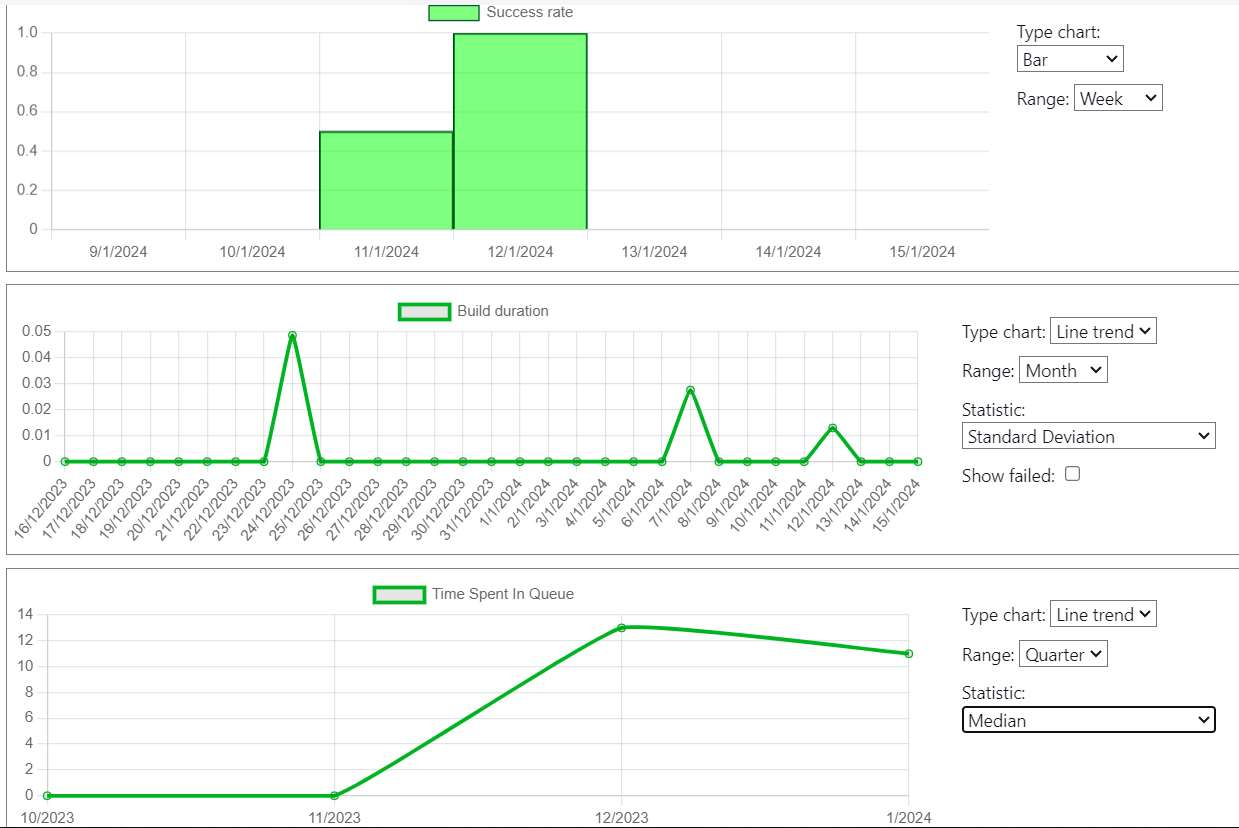 Success rate
1.0
0.8
0.6
0.4
0.2
0
9/1/2024 10/1/2024 11/1/2024 12/1/2024 13/1/2024 14/1/2024 15/1/2024
Type chart:
Bar
Range: Week
Build duration
0.05
0.04
0.03
0.02
0.01
0
16/12/2023 17/12/2023 18/12/2023 19/12/2023 20/12/2023 21/12/2023 22/12/2023 23/12/2023 24/12/2023 25/12/2023 26/12/2023 27/12/2023 28/12/2023 29/12/2023 30/12/2023 31/12/2023 1/1/2024 2/1/2024 3/1/2024 4/1/2024 5/1/2024 6/1/2024 7/1/2024 8/1/2024 9/1/2024 10/1/2024 11/1/2024 12/1/2024 13/1/2024 14/1/2024 15/1/2024
Type chart: Line trend
Range: Month
Statistic:
Standard Deviation
Show failed:
Time Spent In Queue
14
12
10
8
6
4
2
0
10/2023 11/2023 12/2023 1/2024
Type chart: Line trend
Range: Quarter
Statistic:
Median